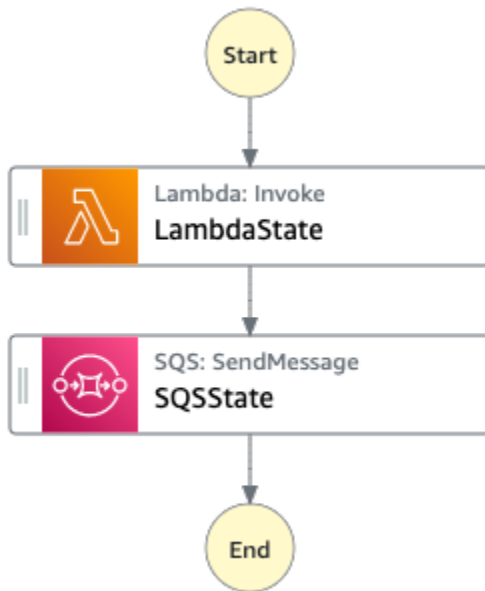 Start
Lambda: Invoke
LambdaState
SQS: SendMessage
SQSState
End